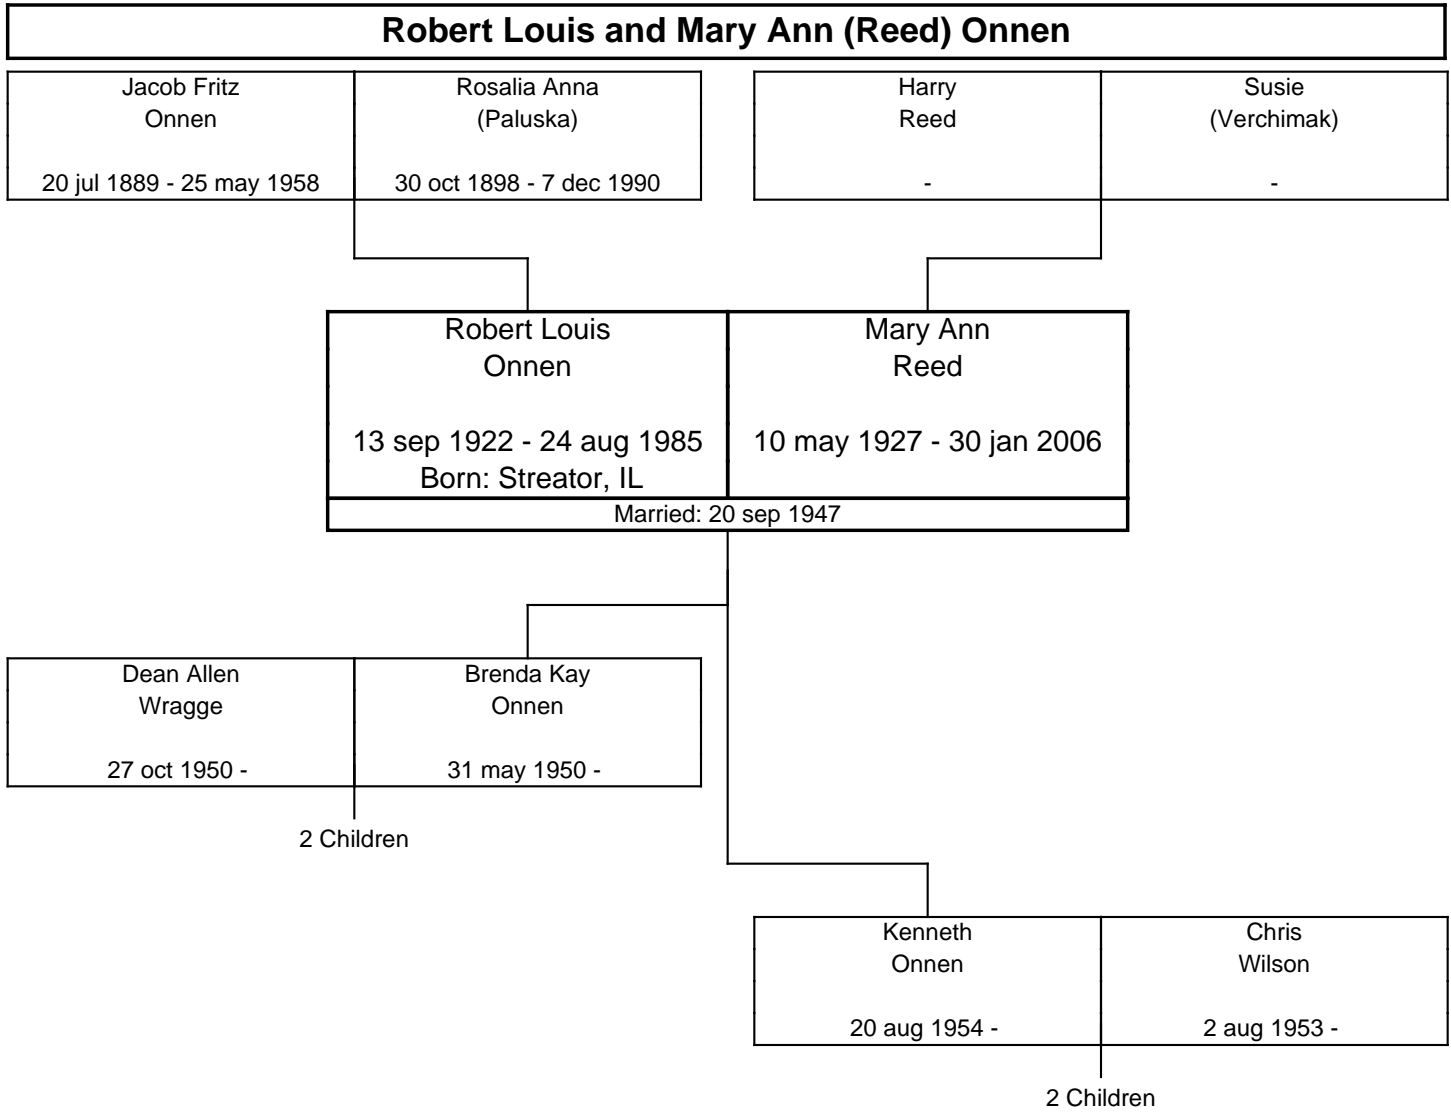 Robert Louis and Mary Ann (Reed) Onnen
Jacob Fritz
Onnen
20 jul 1889 - 25 may 1958
Rosalia Anna
(Paluska)
30 oct 1898 - 7 dec 1990
Harry
Reed
-
Susie
(Verchimak)
-
Robert Louis
Onnen
13 sep 1922 - 24 aug 1985
Born: Streator, IL
Mary Ann
Reed
10 may 1927 - 30 jan 2006
Married: 20 sep 1947
Dean Allen
Wragge
27 oct 1950 -
Brenda Kay
Onnen
31 may 1950 -
2 Children
Kenneth
Onnen
20 aug 1954 -
Chris
Wilson
2 aug 1953 -
2 Children